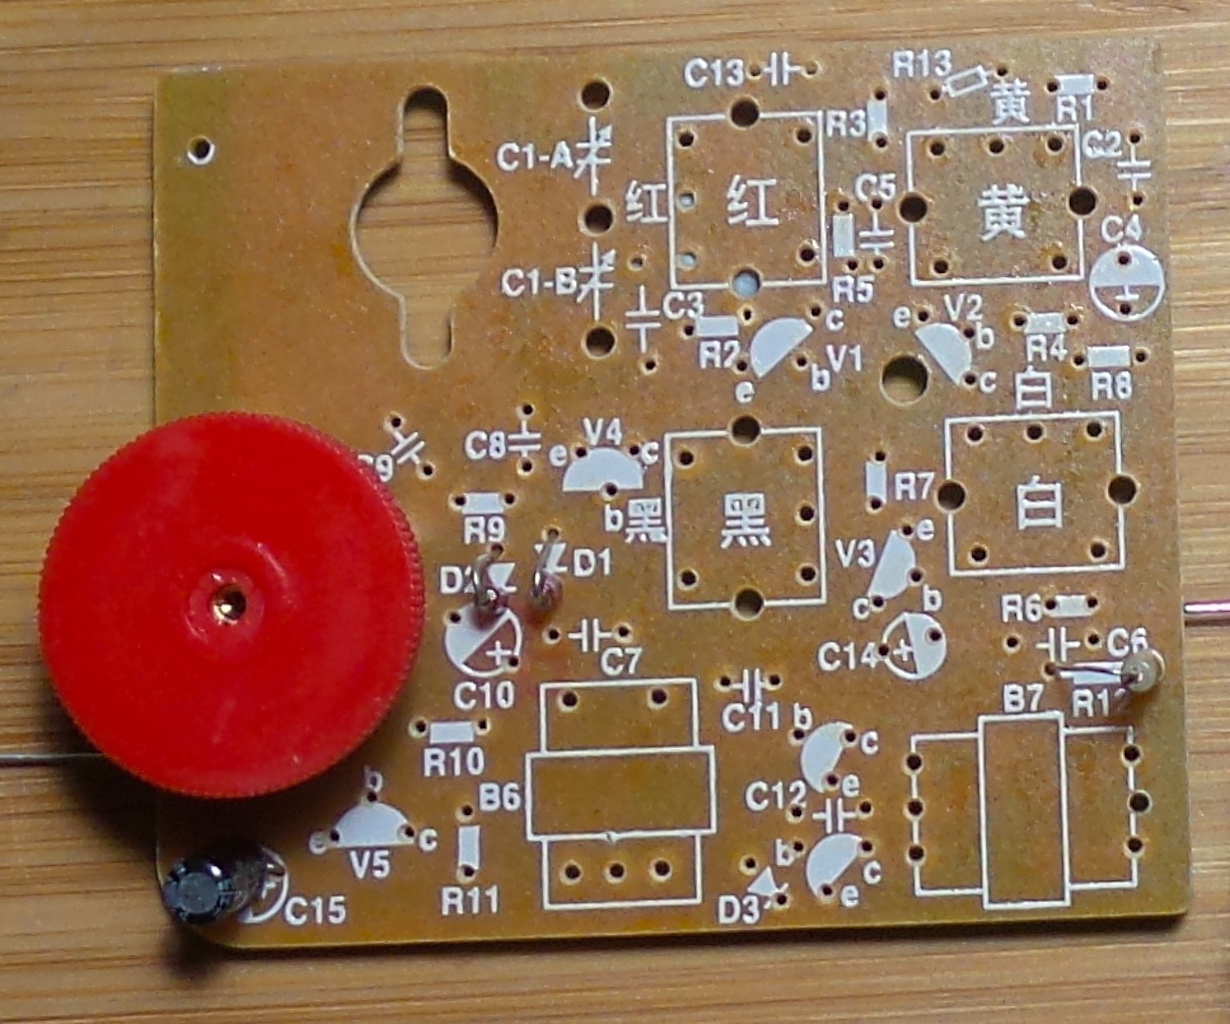 C13
R13
黄
R1
R3
C2
C1-A
红
红
C5
黄
C4
C1-B
C3
R5
R2
c
V1
b
e
e
V2
b
c
R4
R8
白
C9
C8
e
V4
c
b
黑
黑
R9
R7
白
D2
D1
V3
e
c
b
R6
C6
C7
C14
+
C10
+
C11
B7
R12
R10
b
c
e
B6
C12
b
e
c
V5
R11
b
c
e
D3
C15